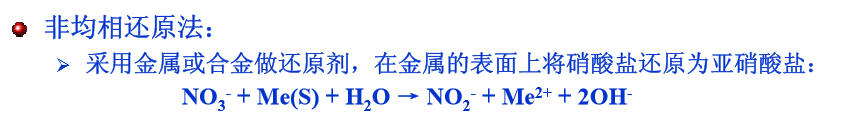 非均相还原法：
采用金属或合金做还原剂，在金属的表面上将硝酸盐还原为亚硝酸盐：
NO₃⁻ + Me(S) + H₂O → NO₂⁻ + Me²⁺ + 2OH⁻